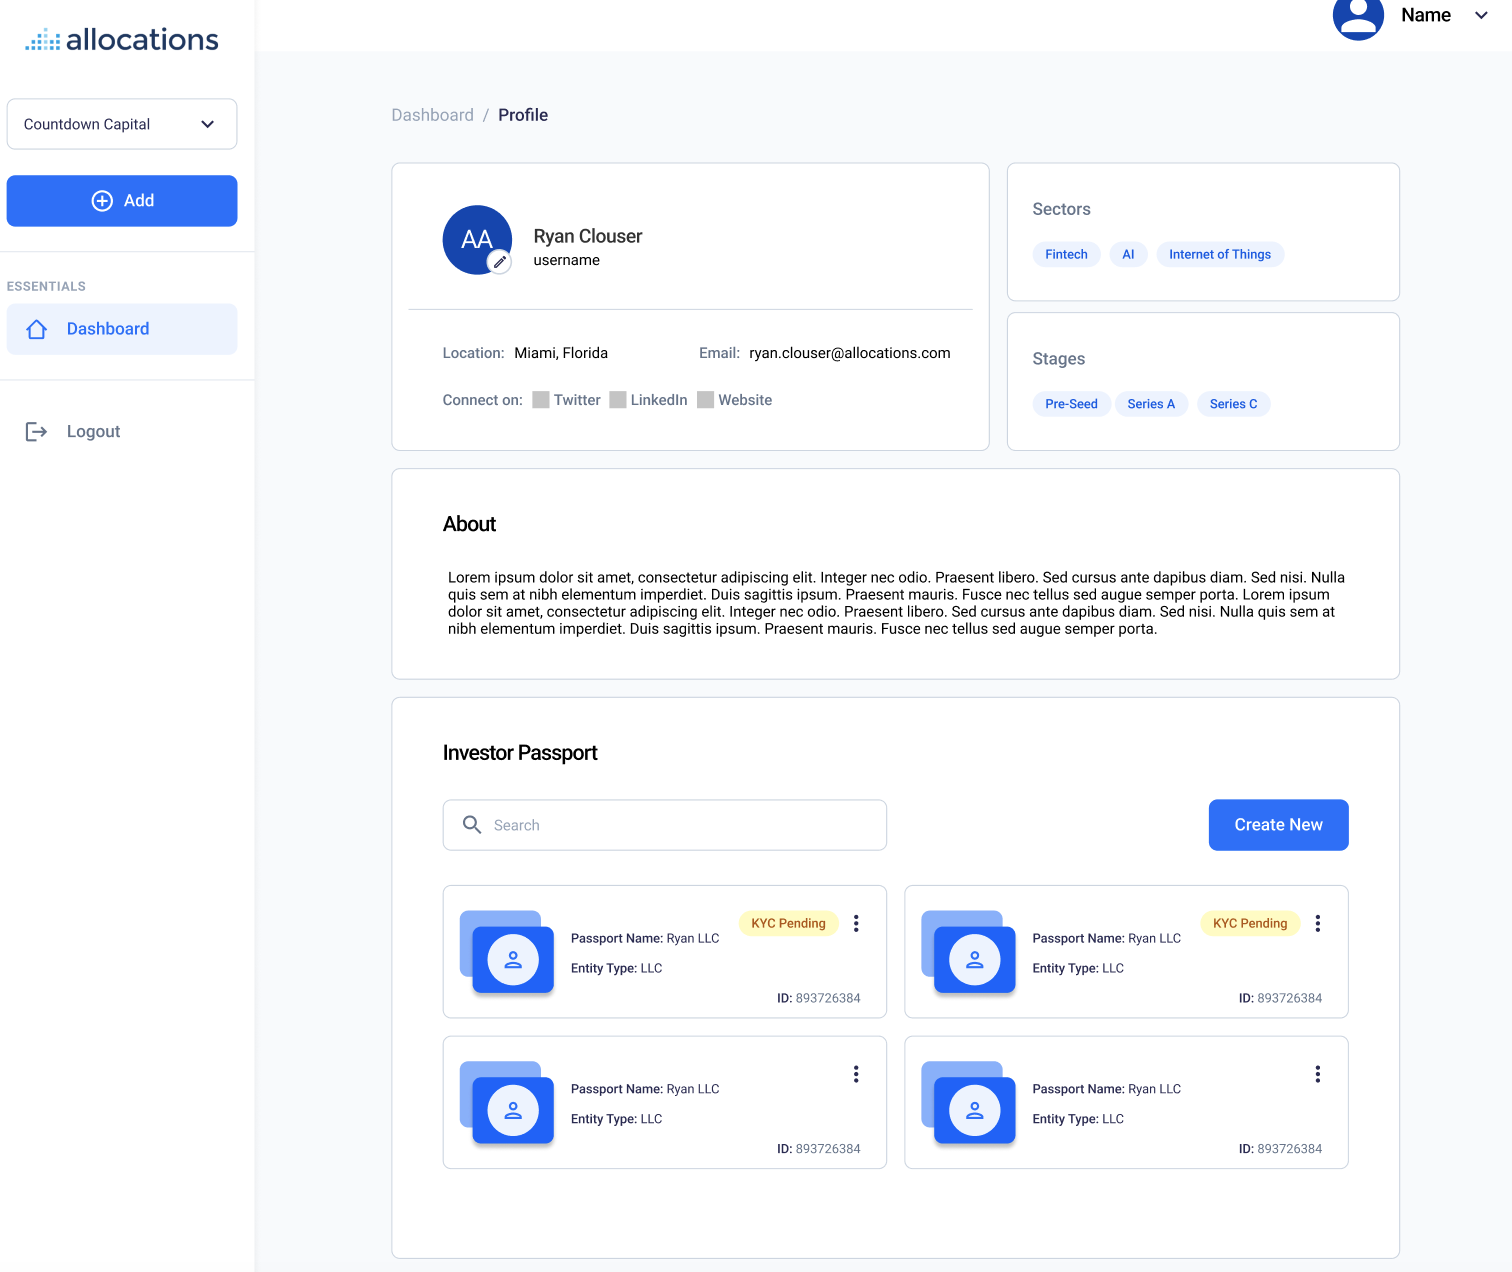 allocations
Name
Countdown Capital
Add
ESSENTIALS
Dashboard
Logout
Dashboard / Profile
AA
Ryan Clouser
username
Location: Miami, Florida
Email: ryan.clouser@allocations.com
Connect on: Twitter LinkedIn Website
Sectors
Fintech AI Internet of Things
Stages
Pre-Seed Series A Series C
About
Lorem ipsum dolor sit amet, consectetur adipiscing elit. Integer nec odio. Praesent libero. Sed cursus ante dapibus diam. Sed nisi. Nulla
quis sem at nibh elementum imperdiet. Duis sagittis ipsum. Praesent mauris. Fusce nec tellus sed augue semper porta. Lorem ipsum
dolor sit amet, consectetur adipiscing elit. Integer nec odio. Praesent libero. Sed cursus ante dapibus diam. Sed nisi. Nulla quis sem at
nibh elementum imperdiet. Duis sagittis ipsum. Praesent mauris. Fusce nec tellus sed augue semper porta.
Investor Passport
Search
Create New
KYC Pending
Passport Name: Ryan LLC
Entity Type: LLC
ID: 893726384
KYC Pending
Passport Name: Ryan LLC
Entity Type: LLC
ID: 893726384
Passport Name: Ryan LLC
Entity Type: LLC
ID: 893726384
Passport Name: Ryan LLC
Entity Type: LLC
ID: 893726384